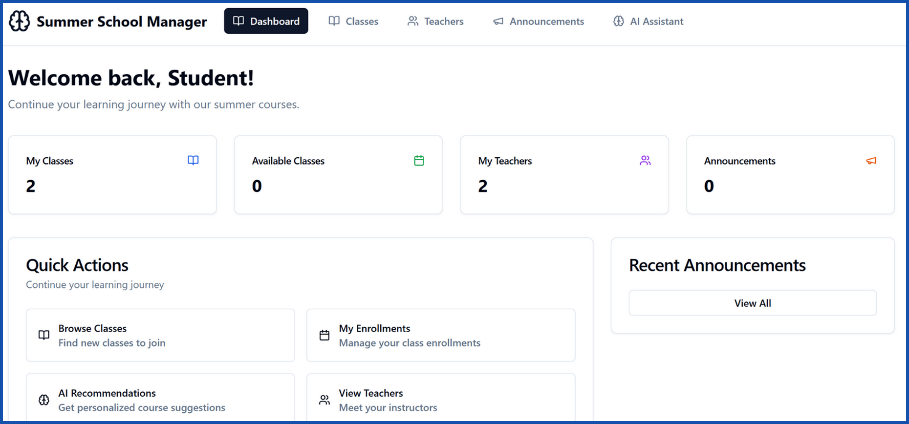 Summer School Manager
Dashboard
Classes
Teachers
Announcements
AI Assistant
Welcome back, Student!
Continue your learning journey with our summer courses.
My Classes
2
Available Classes
0
My Teachers
2
Announcements
0
Quick Actions
Continue your learning journey
Browse Classes
Find new classes to join
My Enrollments
Manage your class enrollments
AI Recommendations
Get personalized course suggestions
View Teachers
Meet your instructors
Recent Announcements
View All